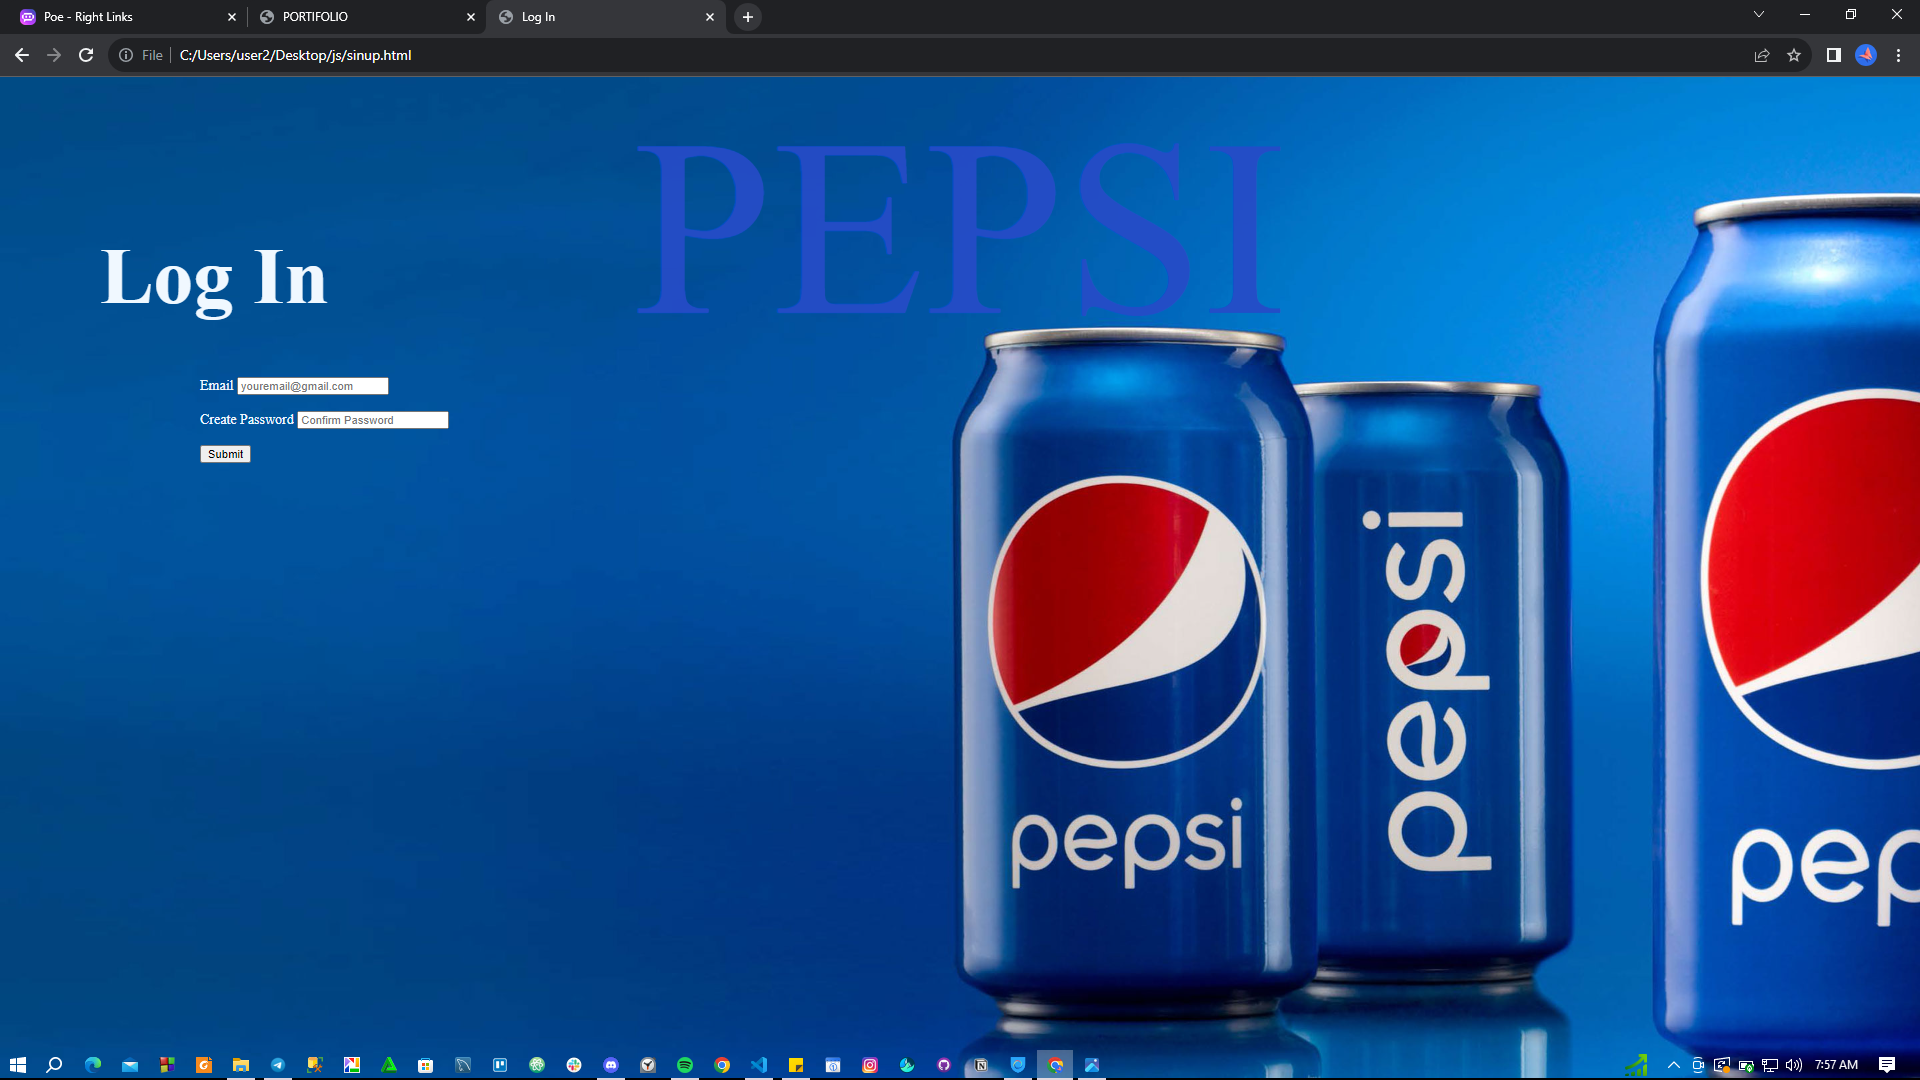 Poe - Right Links
PORTIFOLIO
Log In
File
C:/Users/user2/Desktop/js/sinup.html
PEPSI
Log In
Email
youremail@gmail.com
Create Password
Confirm Password
Submit
pepsi
pepsi
pep
7:57 AM